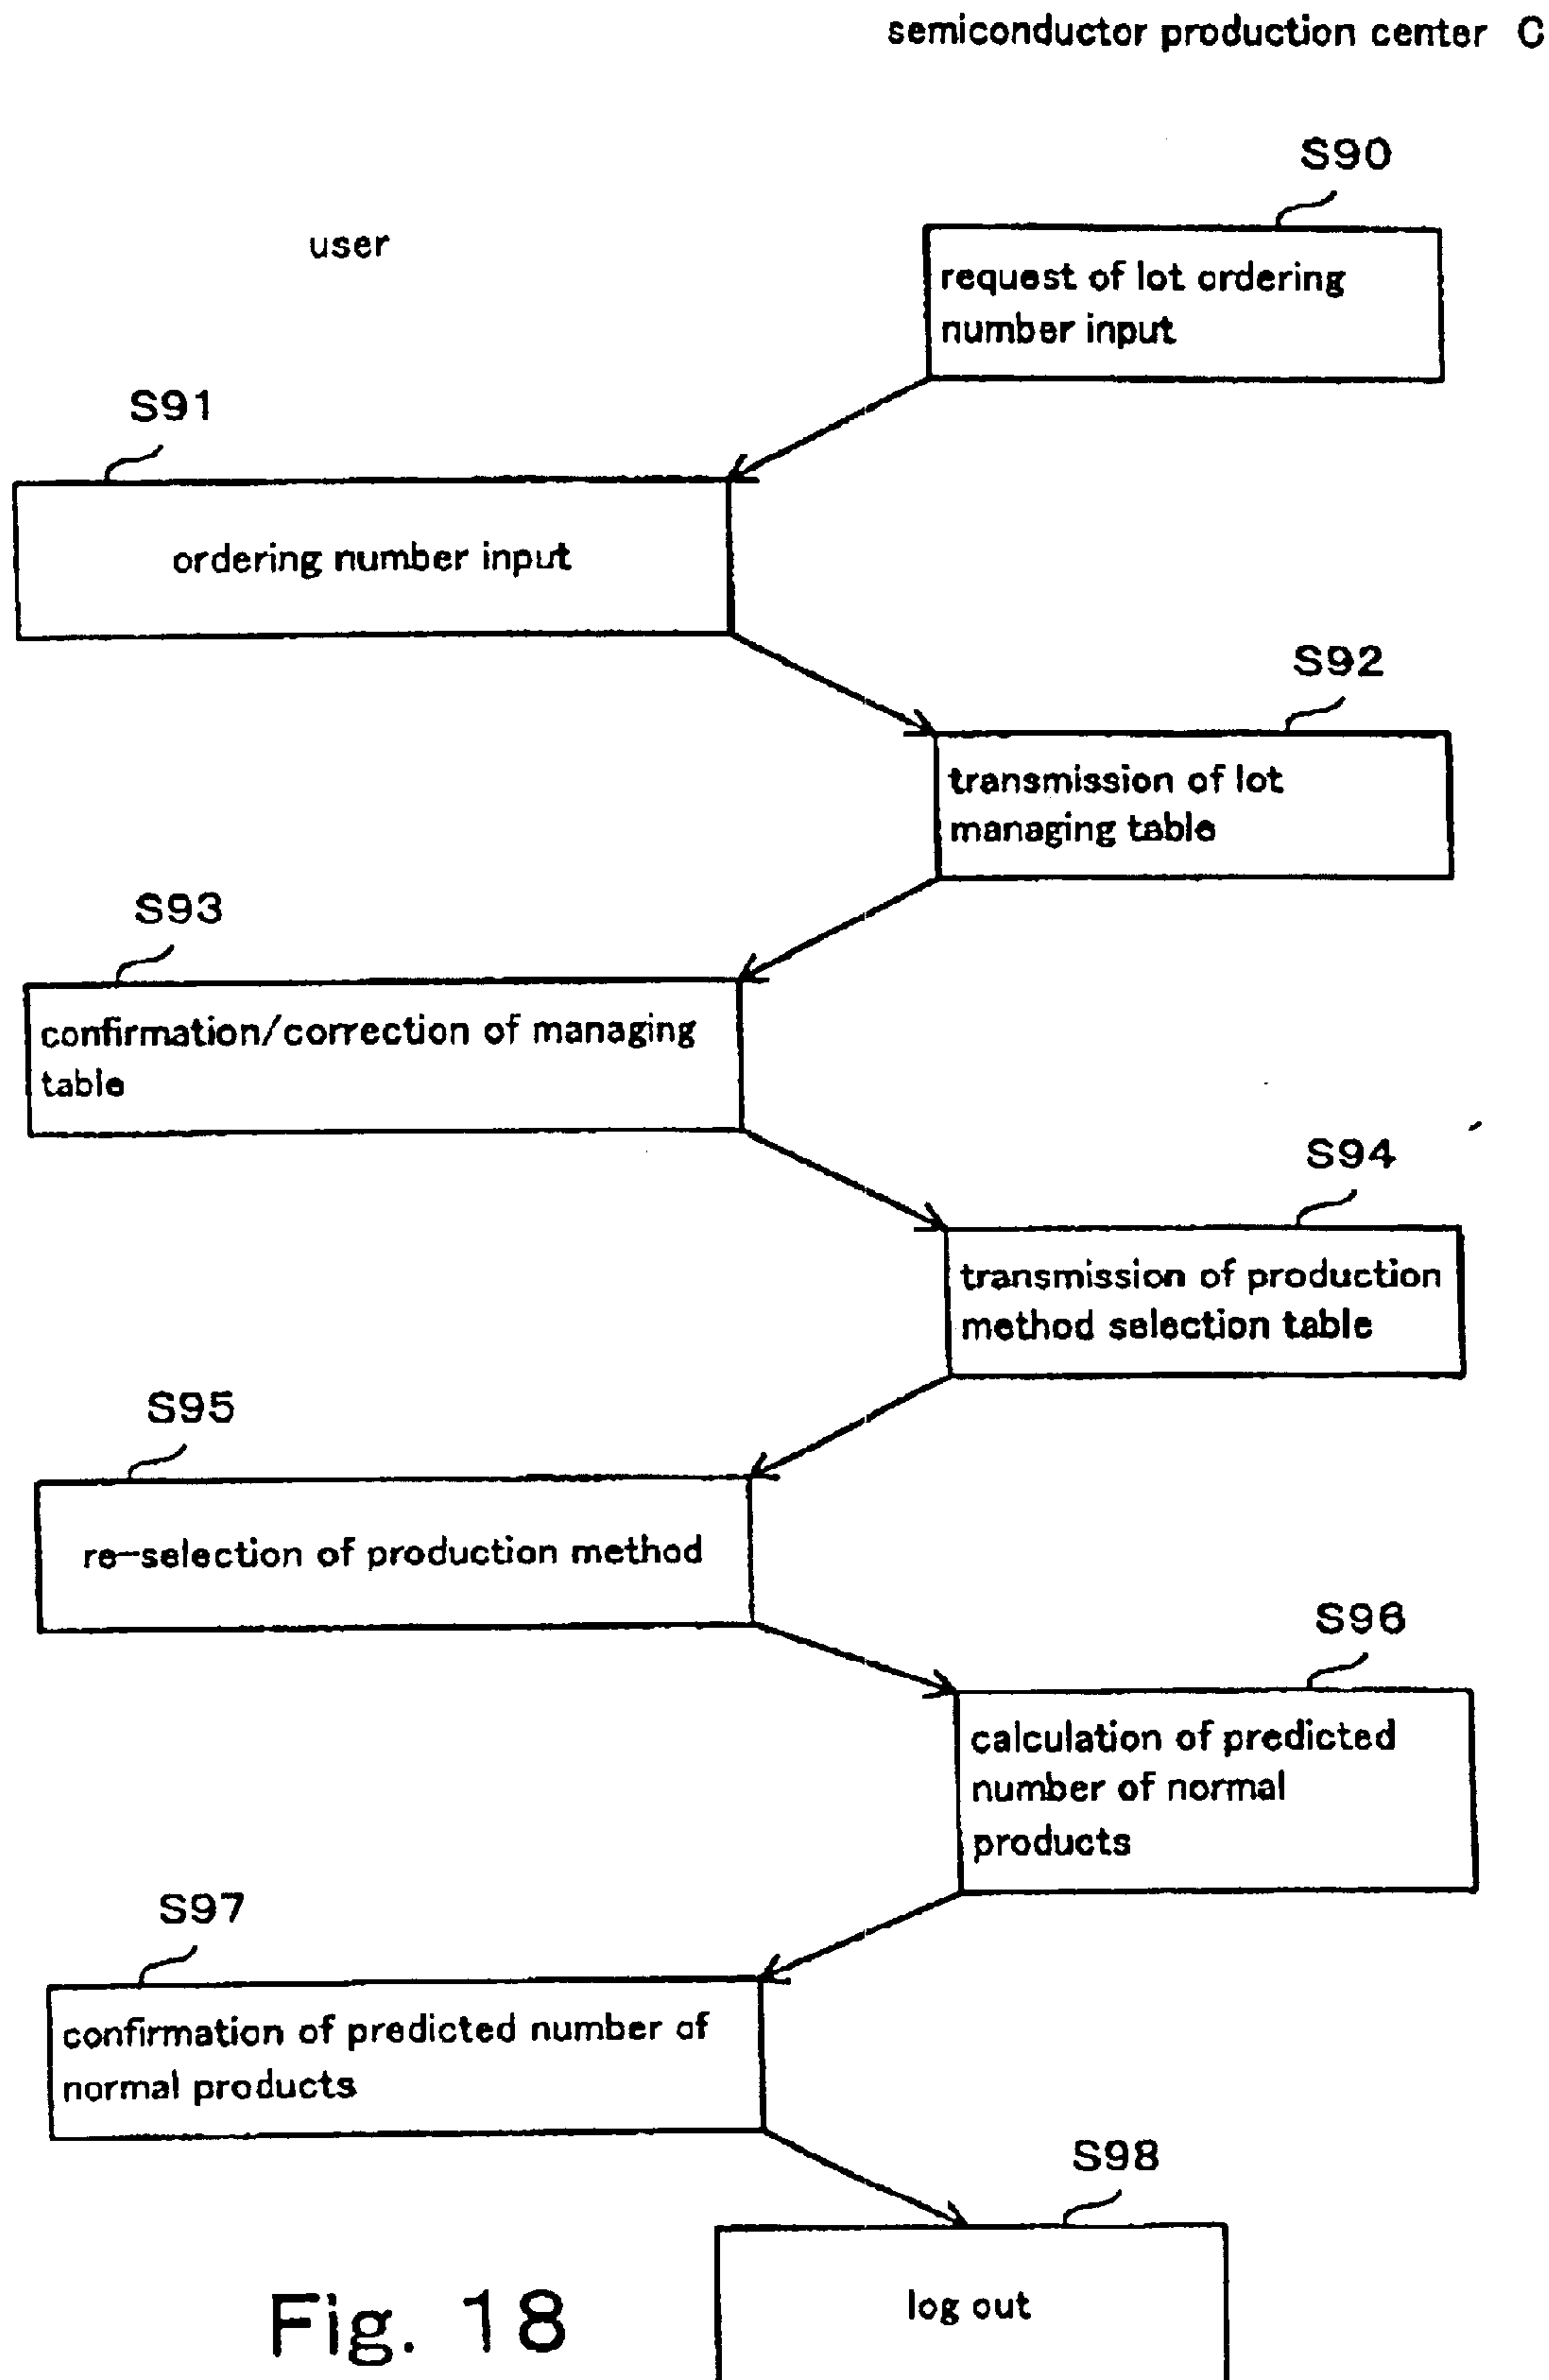 semiconductor production center C
S90
user
request of lot ordering
number input
S91
ordering number input
S92
transmission of lot
managing table
S93
confirmation/correction of managing
table
S94
transmission of production
method selection table
S95
re-selection of production method
S96
calculation of predicted
number of normal
products
S97
confirmation of predicted number of
normal products
S98
log out
Fig. 18